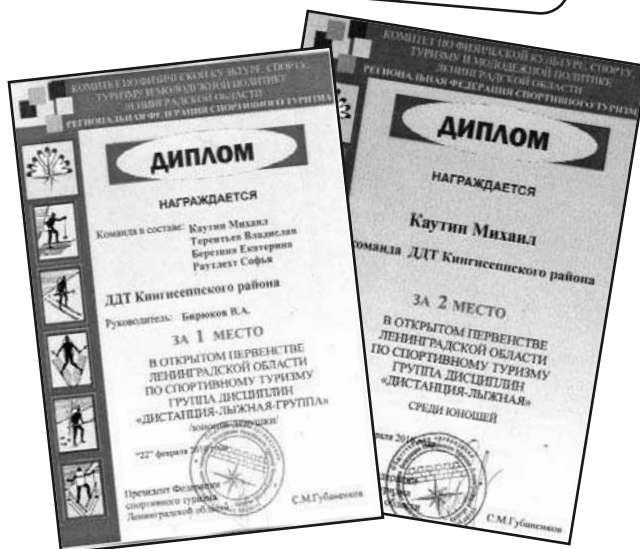 КОМИТЕТ ПО ФИЗИЧЕСКОЙ КУЛЬТУРЕ, СПОРТУ,
ТУРИЗМУ И МОЛОДЕЖНОЙ ПОЛИТИКЕ
ЛЕНИНГРАДСКОЙ ОБЛАСТИ
РЕГИОНАЛЬНАЯ ФЕДЕРАЦИЯ СПОРТИВНОГО ТУРИЗМА
ДИПЛОМ
НАГРАЖДАЕТСЯ
Команда в составе: Каутин Михаил
Терентьев Владислав
Березина Екатерина
Раутлехт Софья
ДДТ Кингисеппского района
Руководитель: Бирюков В.А.
ЗА 1 МЕСТО
В ОТКРЫТОМ ПЕРВЕНСТВЕ
ЛЕНИНГРАДСКОЙ ОБЛАСТИ
ПО СПОРТИВНОМУ ТУРИЗМУ
ГРУППА ДИСЦИПЛИН
«ДИСТАНЦИЯ-ЛЫЖНАЯ-ГРУППА»
/юноши-девушки/
"22" февраля
Президент Федерации
спортивного туризма
Ленинградской области
С.М.Губаненков
КОМИТЕТ ПО ФИЗИЧЕСКОЙ КУЛЬТУРЕ, СПОРТУ,
ТУРИЗМУ И МОЛОДЕЖНОЙ ПОЛИТИКЕ
ЛЕНИНГРАДСКОЙ ОБЛАСТИ
РЕГИОНАЛЬНАЯ ФЕДЕРАЦИЯ СПОРТИВНОГО ТУРИЗМ
ДИПЛОМ
НАГРАЖДАЕТСЯ
Каутин Михаил
команда ДДТ Кингисеппского района
ЗА 2 МЕСТО
В ОТКРЫТОМ ПЕРВЕНСТВЕ
ЛЕНИНГРАДСКОЙ ОБЛАСТИ
ПО СПОРТИВНОМУ ТУРИЗМУ
ГРУППА ДИСЦИПЛИН
«ДИСТАНЦИЯ-ЛЫЖНАЯ»
СРЕДИ ЮНОШЕЙ
С.М.Губаненков